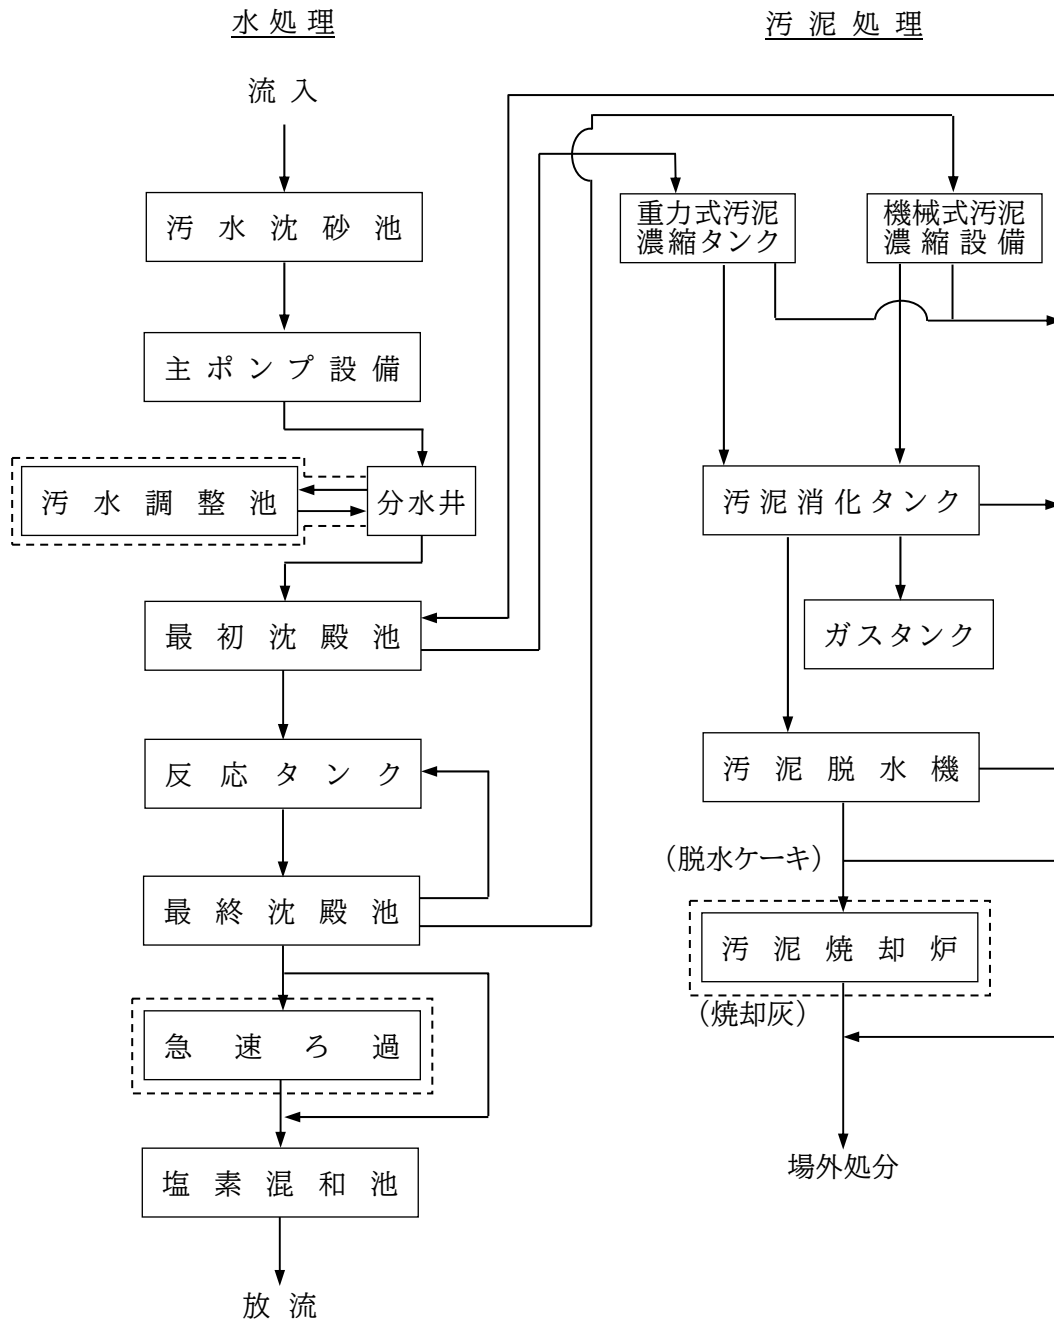 水処理
流入
汚水沈砂池
主ポンプ設備
汚水調整池
分水井
最初沈殿池
反応タンク
最終沈殿池
急速ろ過
塩素混和池
放流
汚泥処理
重力式汚泥
濃縮タンク
機械式汚泥
濃縮設備
汚泥消化タンク
ガスタンク
汚泥脱水機
（脱水ケーキ）
汚泥焼却炉
（焼却灰）
場外処分